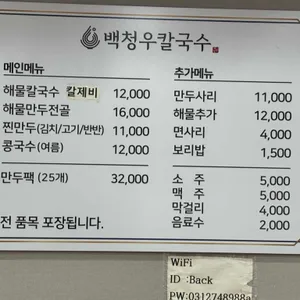 백청우칼국수
메인메뉴
해물칼국수 칼제비 12,000
해물만두전골 16,000
찐만두(김치/고기/반반) 11,000
콩국수(여름) 12,000
만두팩 (25개) 32,000
추가메뉴
만두사리 11,000
해물추가 12,000
면사리 4,000
보리밥 1,500
소 주 5,000
맥 주 5,000
막걸리 4,000
음료수 2,000
전 품목 포장됩니다.
WiFi
ID :Back
PW:0312748988a